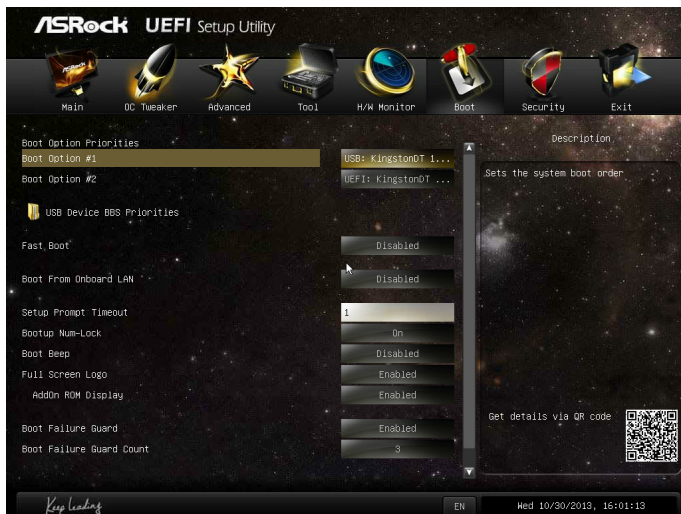 ASRock UEFI Setup Utility
ASRock
Main OC Tweaker Advanced Tool H/W Monitor Boot Security Exit
Boot Option Priorities
Boot Option #1 USB: KingstonDT 1...
Boot Option #2 UEFI: KingstonDT ...
USB Device BBS Priorities
Fast Boot Disabled
Boot From Onboard LAN Disabled
Setup Prompt Timeout 1
Bootup Num-Lock On
Boot Beep Disabled
Full Screen Logo Enabled
AddOn ROM Display Enabled
Boot Failure Guard Enabled
Boot Failure Guard Count 3
Description
Sets the system boot order
Get details via QR code
Keep Leading
EN
Wed 10/30/2013, 16:01:13